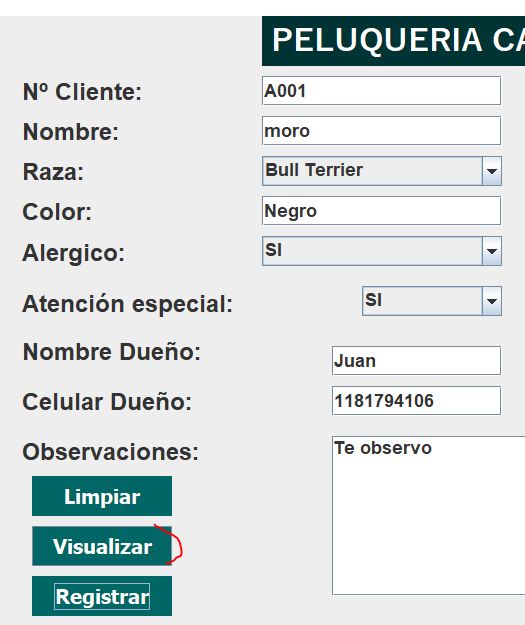 PELUQUERIA CA
Nº Cliente: A001
Nombre: moro
Raza: Bull Terrier
Color: Negro
Alergico: SI
Atención especial: SI
Nombre Dueño: Juan
Celular Dueño: 1181794106
Observaciones: Te observo
Limpiar
Visualizar
Registrar